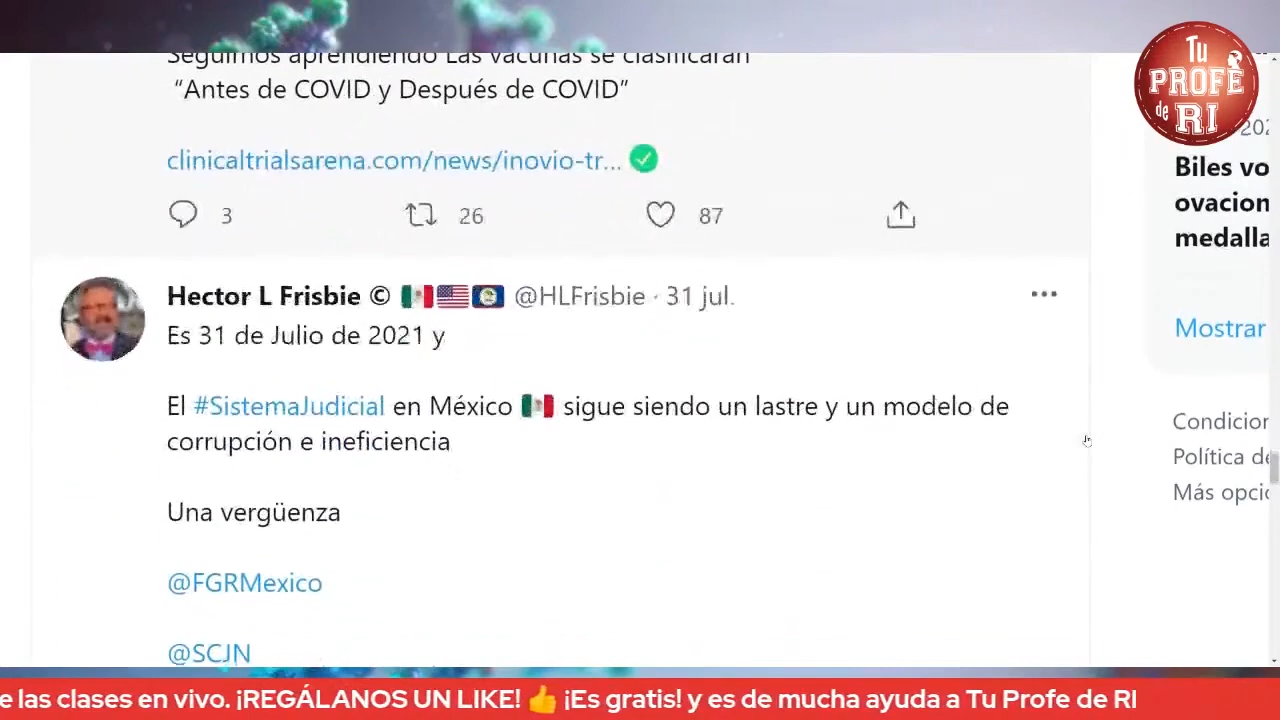 Seguimos aprendiendo Las vacunas se clasificarán
“Antes de COVID y Después de COVID”
clinicaltrialsarena.com/news/inovio-tr...
3 26 87
Hector L Frisbie © @HLFrisbie · 31 jul.
Es 31 de Julio de 2021 y
El #SistemaJudicial en México sigue siendo un lastre y un modelo de
corrupción e ineficiencia
Una vergüenza
@FGRMexico
@SCJN
Tu
PROFE
de RI
202
Biles vo
ovacion
medalla
Mostrar
Condicion
Política de
Más opcio
e las clases en vivo. ¡REGÁLANOS UN LIKE! 👍 ¡Es gratis! y es de mucha ayuda a Tu Profe de RI